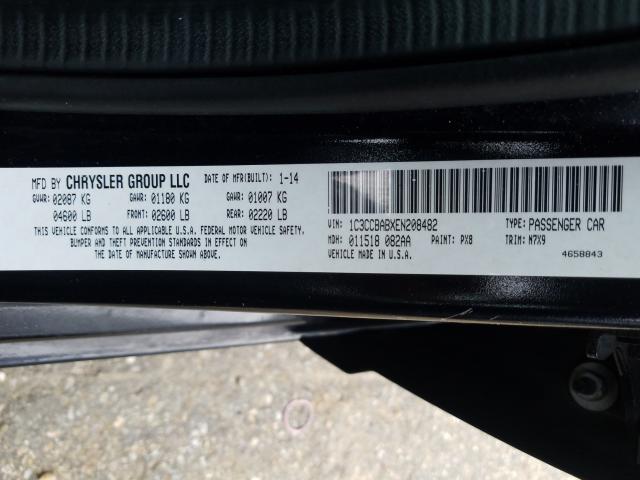 MFD BY CHRYSLER GROUP LLC DATE OF MFR(BUILT): 1-14
GVWR: 02087 KG GAWR: 01180 KG GAWR: 01007 KG
04600 LB FRONT: 02600 LB REAR: 02220 LB
THIS VEHICLE CONFORMS TO ALL APPLICABLE U.S.A. FEDERAL MOTOR VEHICLE SAFETY,
BUMPER AND THEFT PREVENTION STANDARDS IN EFFECT ON
THE DATE OF MANUFACTURE SHOWN ABOVE.
VIN: 1C3CCBABXEN208482 TYPE: PASSENGER CAR
MDH: 011518 082AA PAINT: PX8 TRIM: N7X9
VEHICLE MADE IN U.S.A. 4658843